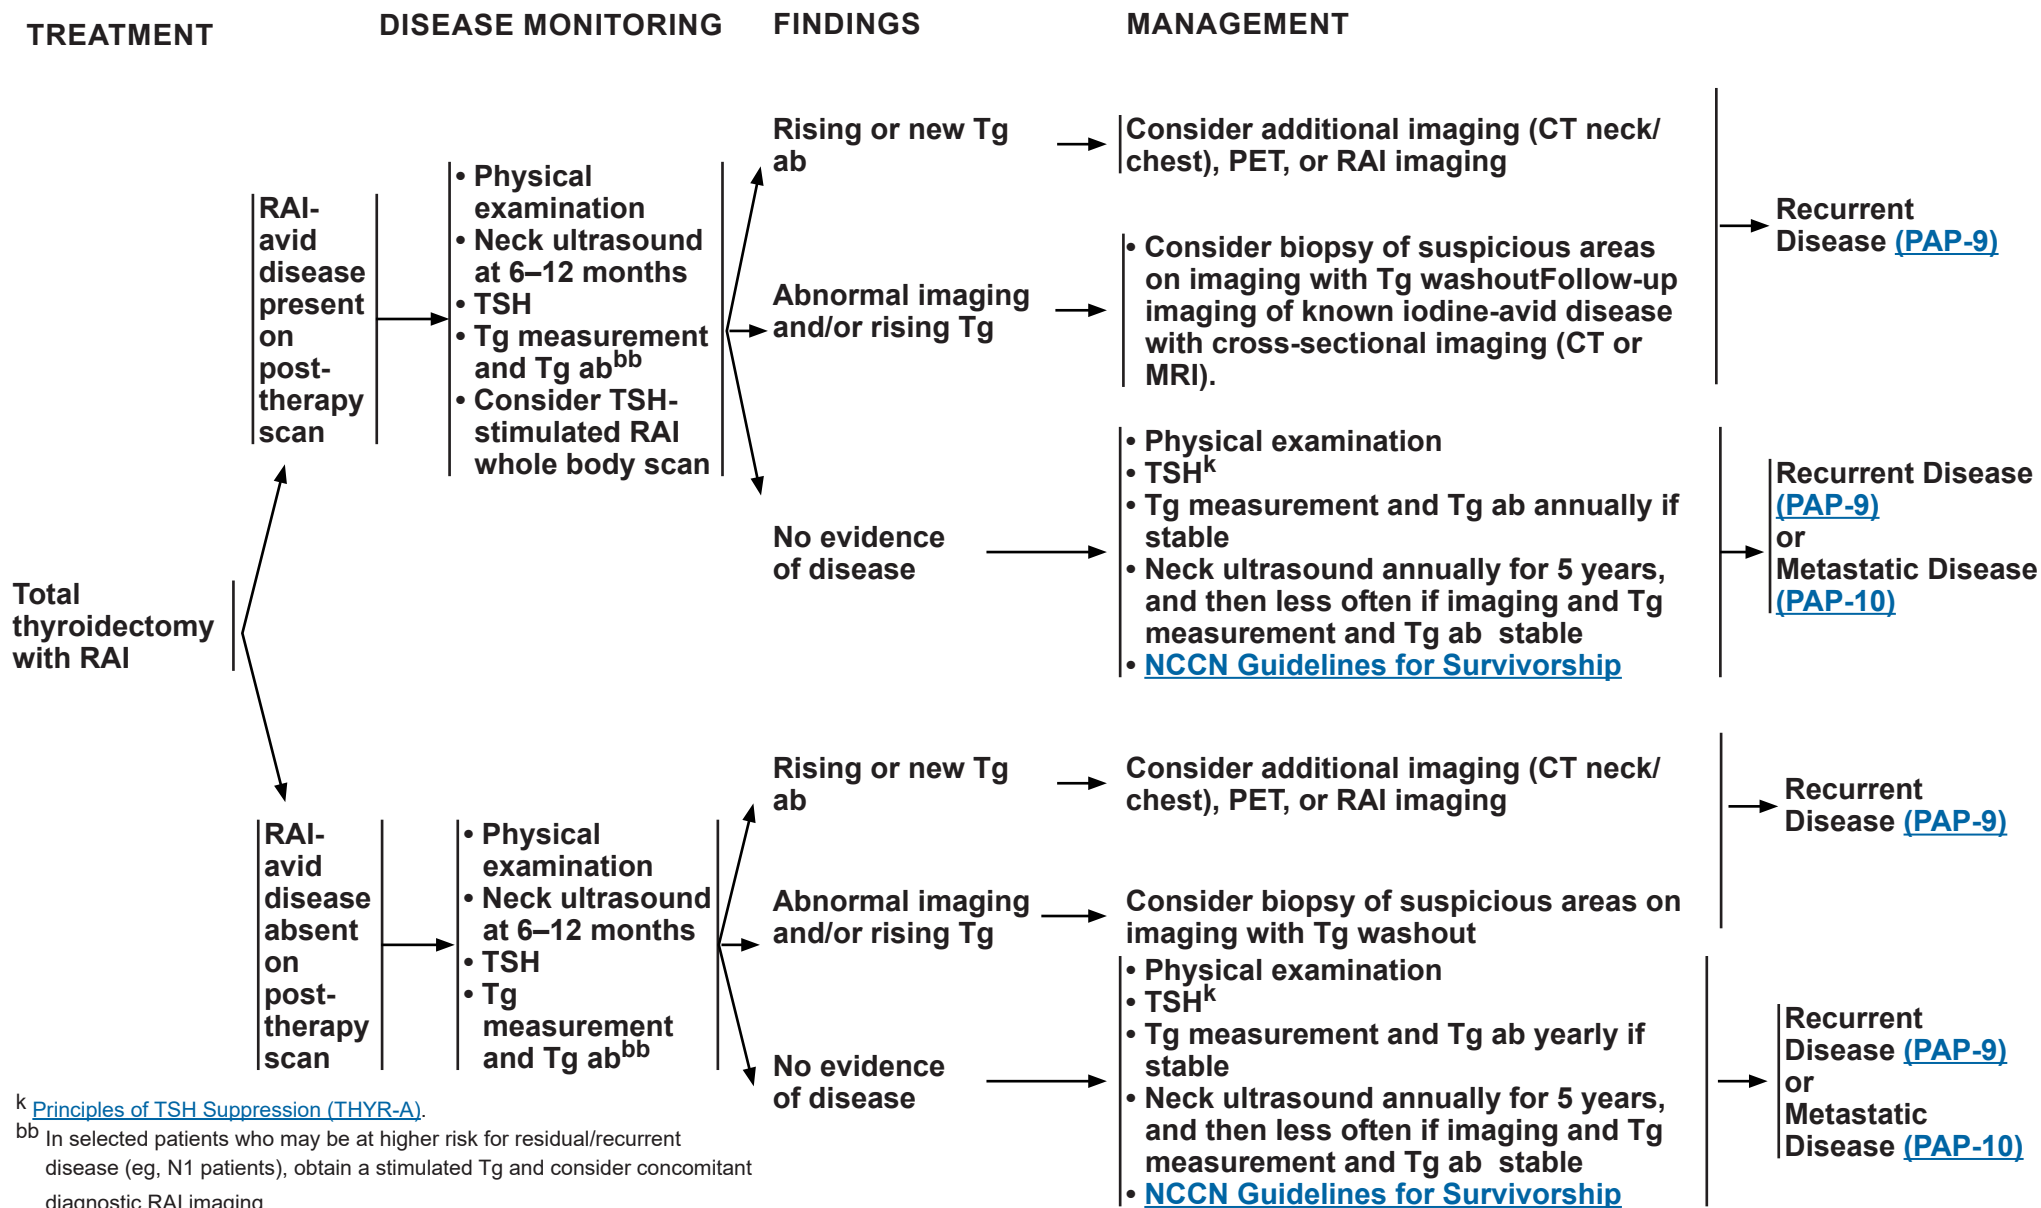 TREATMENT
DISEASE MONITORING
FINDINGS
MANAGEMENT
Total
thyroidectomy
with RAI
RAI-
avid
disease
present
on
post-
therapy
scan
• Physical
examination
• Neck ultrasound
at 6–12 months
• TSH
• Tg measurement
and Tg ab^bb
• Consider TSH-
stimulated RAI
whole body scan
Rising or new Tg
ab
Consider additional imaging (CT neck/
chest), PET, or RAI imaging
Abnormal imaging
and/or rising Tg
• Consider biopsy of suspicious areas
on imaging with Tg washoutFollow-up
imaging of known iodine-avid disease
with cross-sectional imaging (CT or
MRI).
Recurrent
Disease (PAP-9)
No evidence
of disease
• Physical examination
• TSH^k
• Tg measurement and Tg ab annually if
stable
• Neck ultrasound annually for 5 years,
and then less often if imaging and Tg
measurement and Tg ab  stable
• NCCN Guidelines for Survivorship
Recurrent Disease
(PAP-9)
or
Metastatic Disease
(PAP-10)
RAI-
avid
disease
absent
on
post-
therapy
scan
• Physical
examination
• Neck ultrasound
at 6–12 months
• TSH
• Tg
measurement
and Tg ab^bb
Rising or new Tg
ab
Consider additional imaging (CT neck/
chest), PET, or RAI imaging
Abnormal imaging
and/or rising Tg
Consider biopsy of suspicious areas on
imaging with Tg washout
Recurrent
Disease (PAP-9)
No evidence
of disease
• Physical examination
• TSH^k
• Tg measurement and Tg ab yearly if
stable
• Neck ultrasound annually for 5 years,
and then less often if imaging and Tg
measurement and Tg ab  stable
• NCCN Guidelines for Survivorship
Recurrent
Disease (PAP-9)
or
Metastatic
Disease (PAP-10)
k Principles of TSH Suppression (THYR-A).
bb In selected patients who may be at higher risk for residual/recurrent
disease (eg, N1 patients), obtain a stimulated Tg and consider concomitant
diagnostic RAI imaging